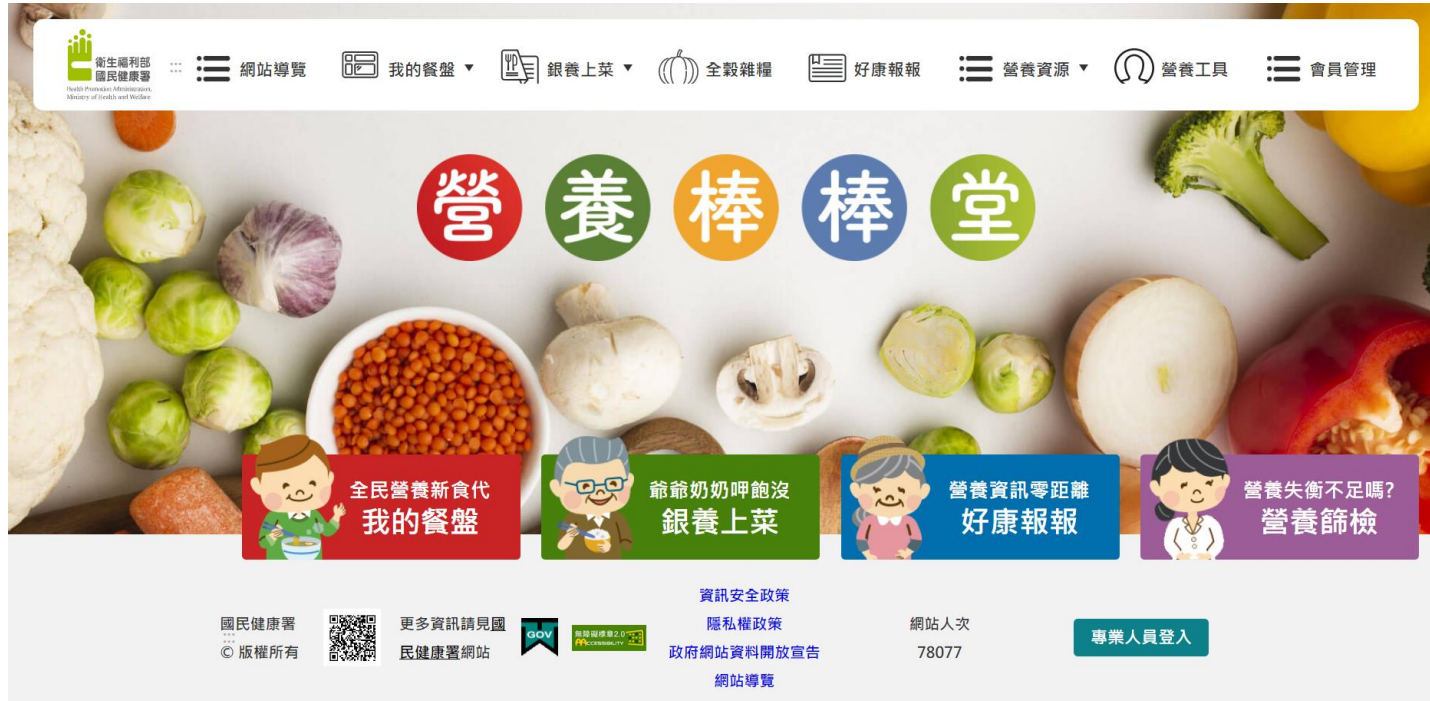 衛生福利部
國民健康署
Health Promotion Administration,
Ministry of Health and Welfare
:::
網站導覽
我的餐盤 ▼
銀養上菜 ▼
全穀雜糧
好康報報
營養資源 ▼
營養工具
會員管理
營養棒棒堂
全民營養新食代
我的餐盤
爺爺奶奶呷飽沒
銀養上菜
營養資訊零距離
好康報報
營養失衡不足嗎?
營養篩檢
國民健康署
:::
:::
© 版權所有
更多資訊請見國
民健康署網站
GOV
無障礙標章2.0
AACCESSIBILITY
資訊安全政策
隱私權政策
政府網站資料開放宣告
網站導覽
網站人次
78077
專業人員登入